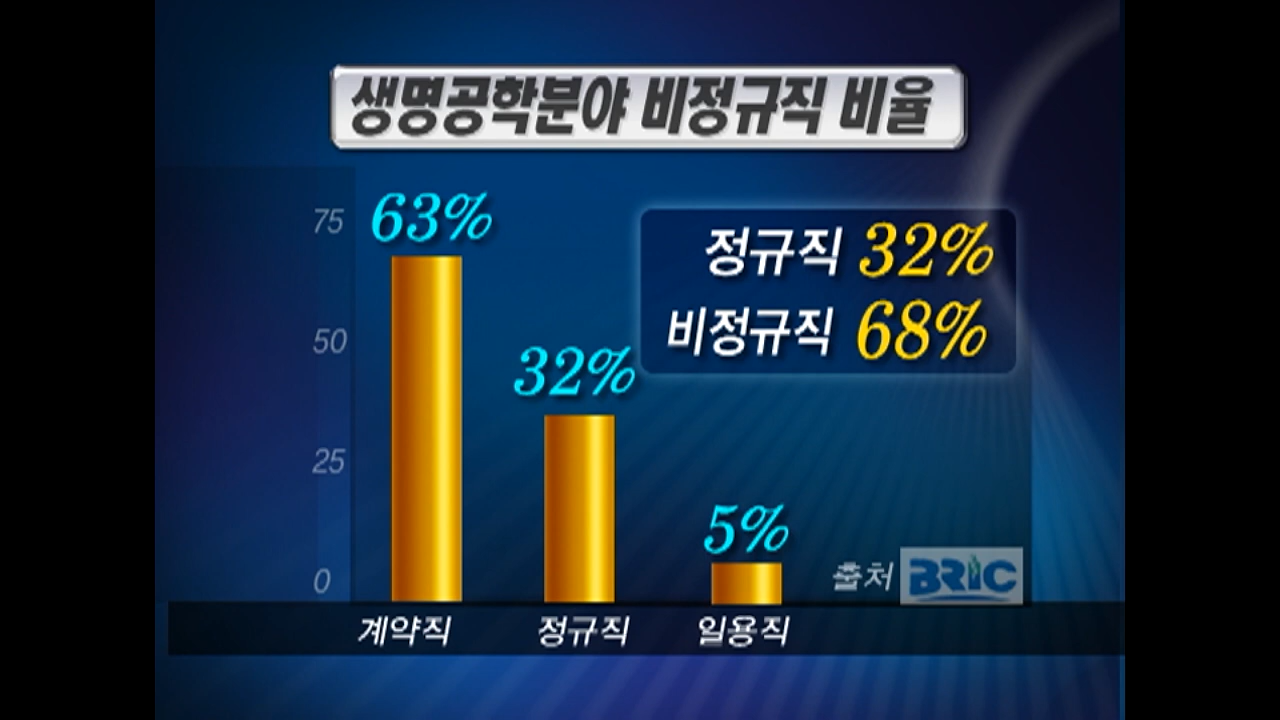 생명공학분야 비정규직 비율
75
50
25
0
63%
32%
5%
계약직
정규직
일용직
정규직 32%
비정규직 68%
출처 BRIC